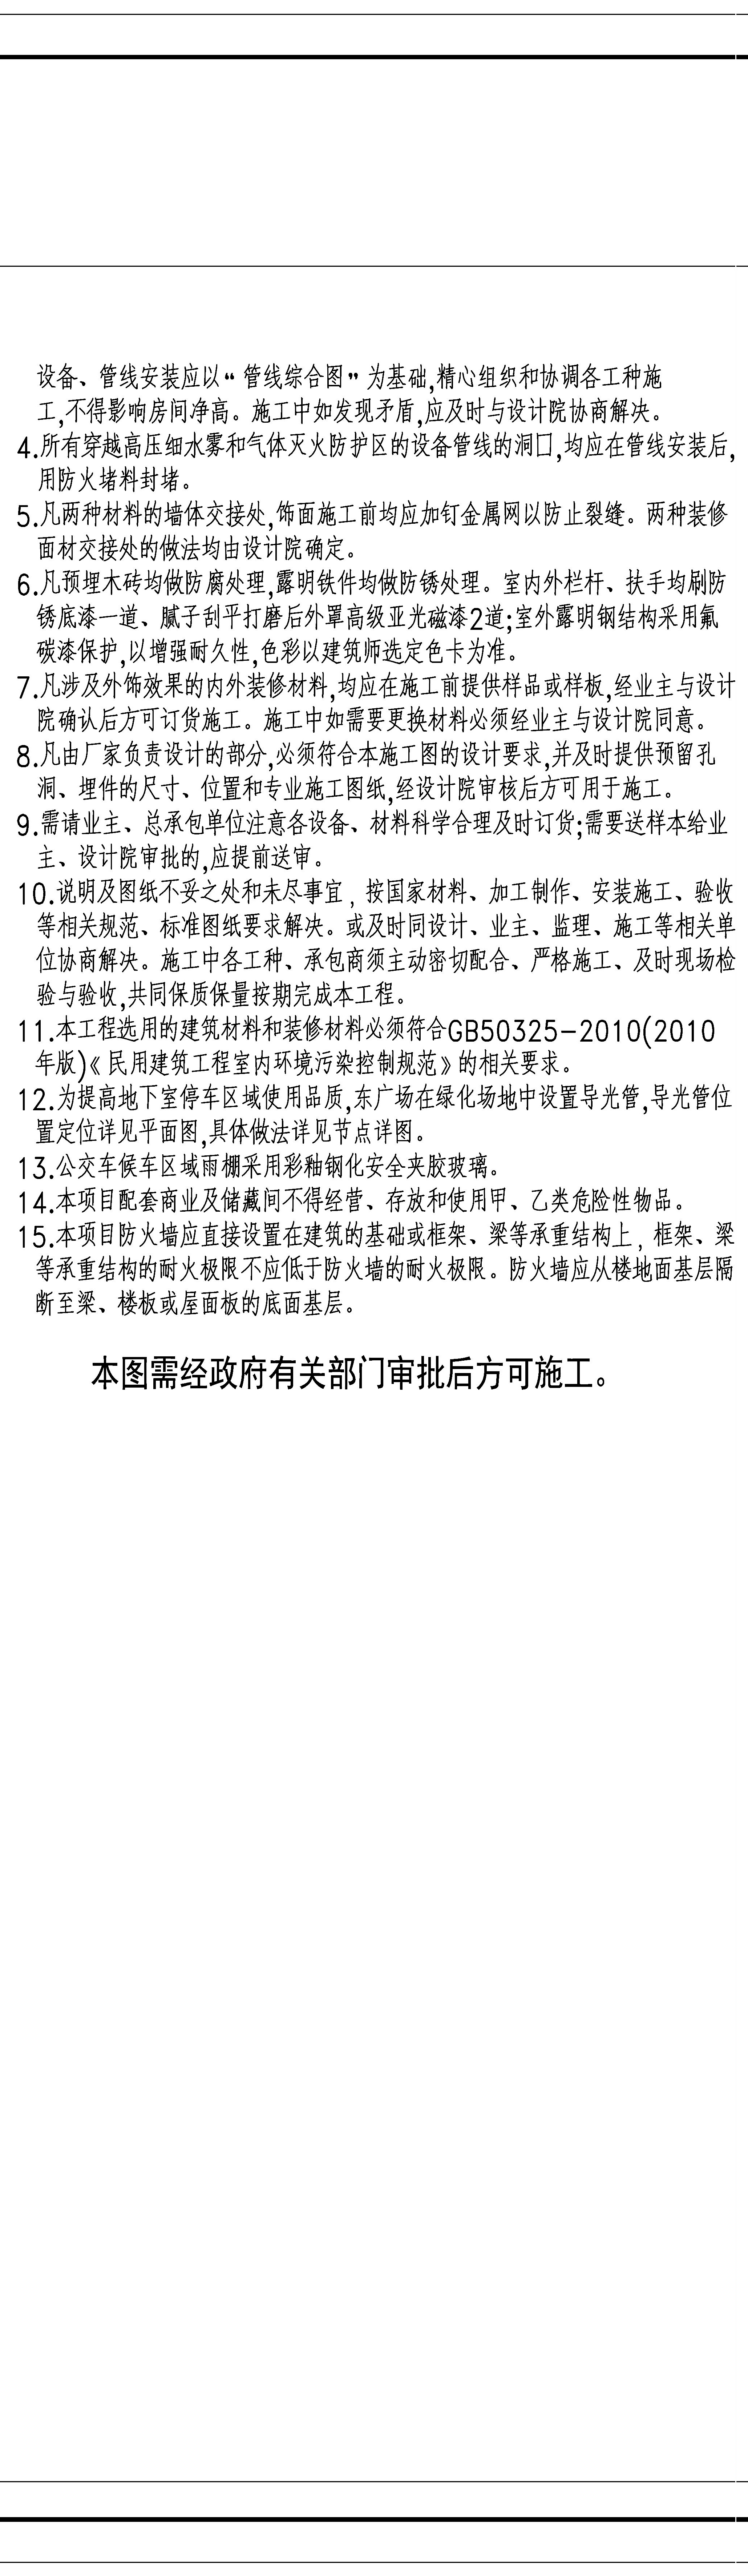 设备、管线安装应以“管线综合图”为基础,精心组织和协调各工种施
工,不得影响房间净高。施工中如发现矛盾,应及时与设计院协商解决。
4.所有穿越高压细水雾和气体灭火防护区的设备管线的洞口,均应在管线安装后,
用防火堵料封堵。
5.凡两种材料的墙体交接处,饰面施工前均应加钉金属网以防止裂缝。两种装修
面材交接处的做法均由设计院确定。
6.凡预埋木砖均做防腐处理,露明铁件均做防锈处理。室内外栏杆、扶手均刷防
锈底漆一道、腻子刮平打磨后外罩高级亚光磁漆2道;室外露明钢结构采用氟
碳漆保护,以增强耐久性,色彩以建筑师选定色卡为准。
7.凡涉及外饰效果的内外装修材料,均应在施工前提供样品或样板,经业主与设计
院确认后方可订货施工。施工中如需要更换材料必须经业主与设计院同意。
8.凡由厂家负责设计的部分,必须符合本施工图的设计要求,并及时提供预留孔
洞、埋件的尺寸、位置和专业施工图纸,经设计院审核后方可用于施工。
9.需请业主、总承包单位注意各设备、材料科学合理及时订货;需要送样本给业
主、设计院审批的,应提前送审。
10.说明及图纸不妥之处和未尽事宜,按国家材料、加工制作、安装施工、验收
等相关规范、标准图纸要求解决。或及时同设计、业主、监理、施工等相关单
位协商解决。施工中各工种、承包商须主动密切配合、严格施工、及时现场检
验与验收,共同保质保量按期完成本工程。
11.本工程选用的建筑材料和装修材料必须符合GB50325-2010(2010
年版)《民用建筑工程室内环境污染控制规范》的相关要求。
12.为提高地下室停车区域使用品质,东广场在绿化场地中设置导光管,导光管位
置定位详见平面图,具体做法详见节点详图。
13.公交车候车区域雨棚采用彩釉钢化安全夹胶玻璃。
14.本项目配套商业及储藏间不得经营、存放和使用甲、乙类危险性物品。
15.本项目防火墙应直接设置在建筑的基础或框架、梁等承重结构上,框架、梁
等承重结构的耐火极限不应低于防火墙的耐火极限。防火墙应从楼地面基层隔
断至梁、楼板或屋面板的底面基层。
本图需经政府有关部门审批后方可施工。